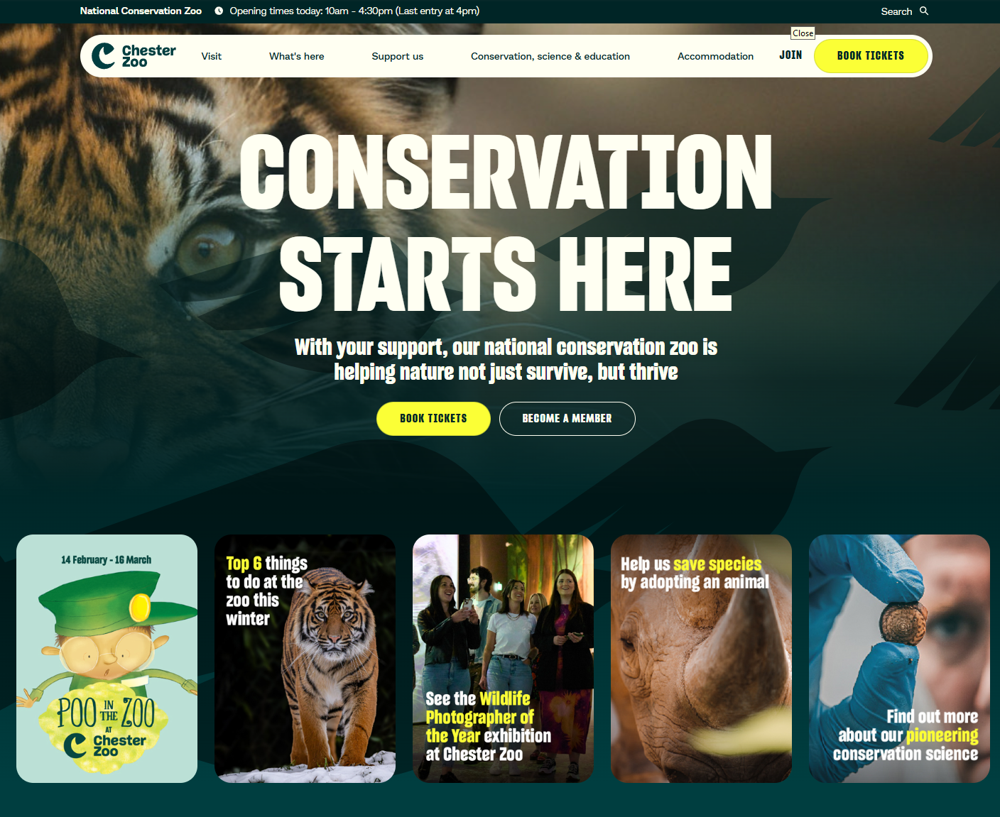 National Conservation Zoo
Opening times today: 10am - 4:30pm (Last entry at 4pm)
Search
Close
Chester
Zoo
Visit
What's here
Support us
Conservation, science & education
Accommodation
JOIN
BOOK TICKETS
CONSERVATION
STARTS HERE
With your support, our national conservation zoo is
helping nature not just survive, but thrive
BOOK TICKETS
BECOME A MEMBER
14 February - 16 March
POO IN THE ZOO
AT
Chester
Zoo
Top 6 things
to do at the
zoo this
winter
See the Wildlife
Photographer of
the Year exhibition
at Chester Zoo
Help us save species
by adopting an animal
Find out more
about our pioneering
conservation science